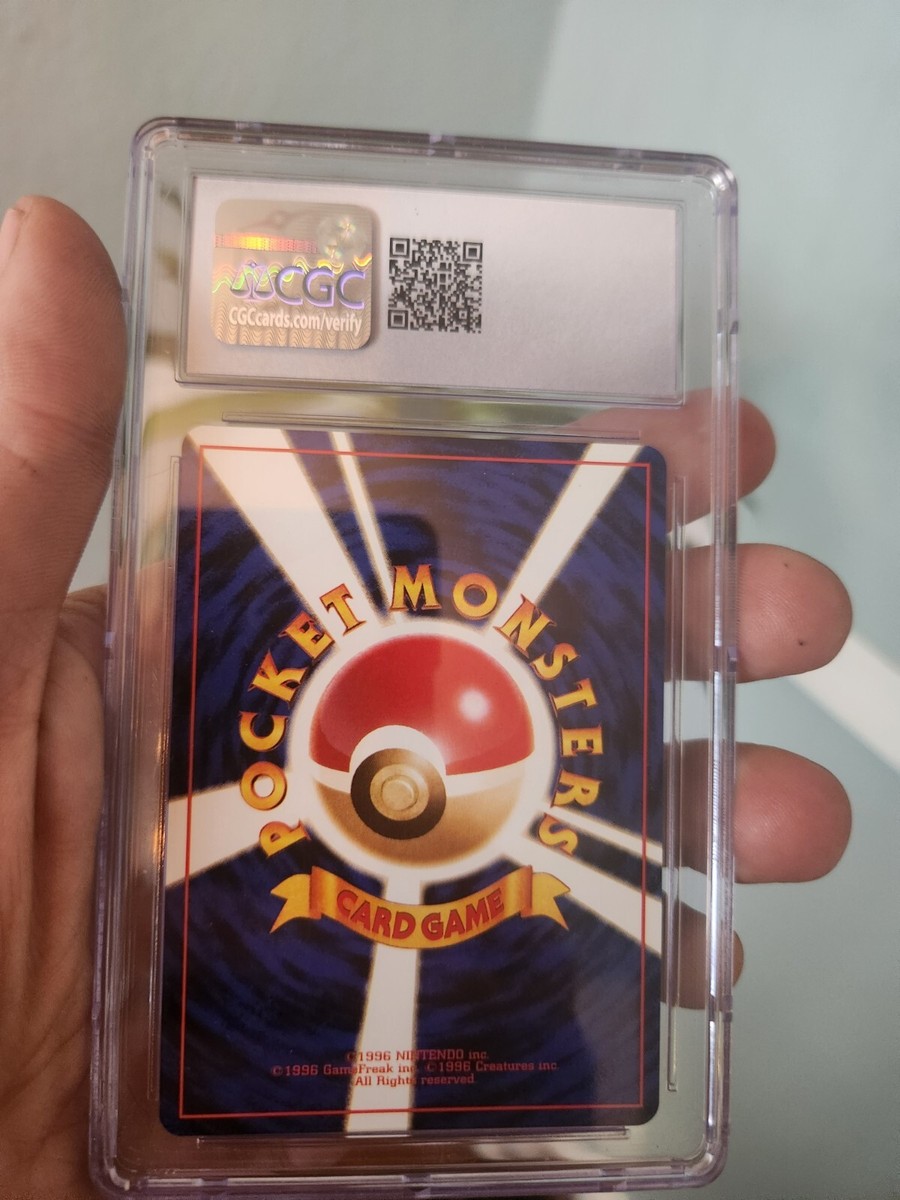 CGC
CGCcards.com/verify
POCKET MONSTERS
CARD GAME
©1996 NINTENDO inc.
©1996 GameFreak inc. ©1996 Creatures inc.
All Rights reserved.